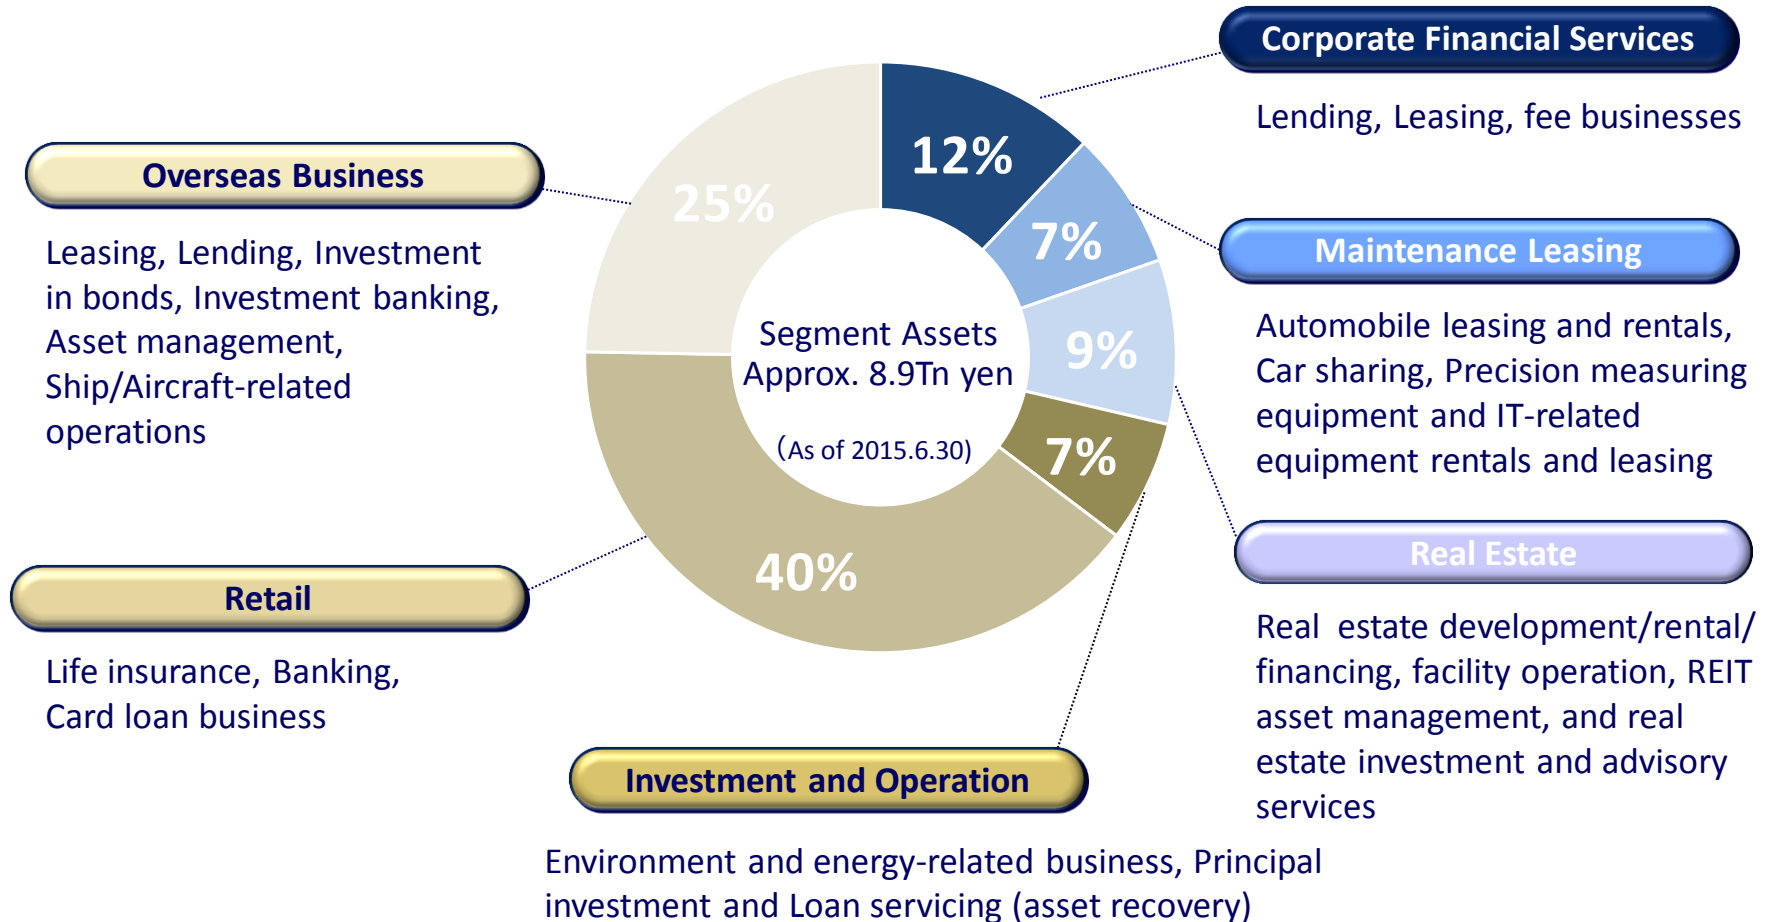 Corporate Financial Services
Lending, Leasing, fee businesses
Maintenance Leasing
Automobile leasing and rentals,
Car sharing, Precision measuring
equipment and IT-related
equipment rentals and leasing
Real Estate
Real estate development/rental/
financing, facility operation, REIT
asset management, and real
estate investment and advisory
services
Investment and Operation
Environment and energy-related business, Principal
investment and Loan servicing (asset recovery)
Retail
Life insurance, Banking,
Card loan business
Overseas Business
Leasing, Lending, Investment
in bonds, Investment banking,
Asset management,
Ship/Aircraft-related
operations
12%
7%
9%
7%
40%
25%
Segment Assets
Approx. 8.9Tn yen
（As of 2015.6.30)